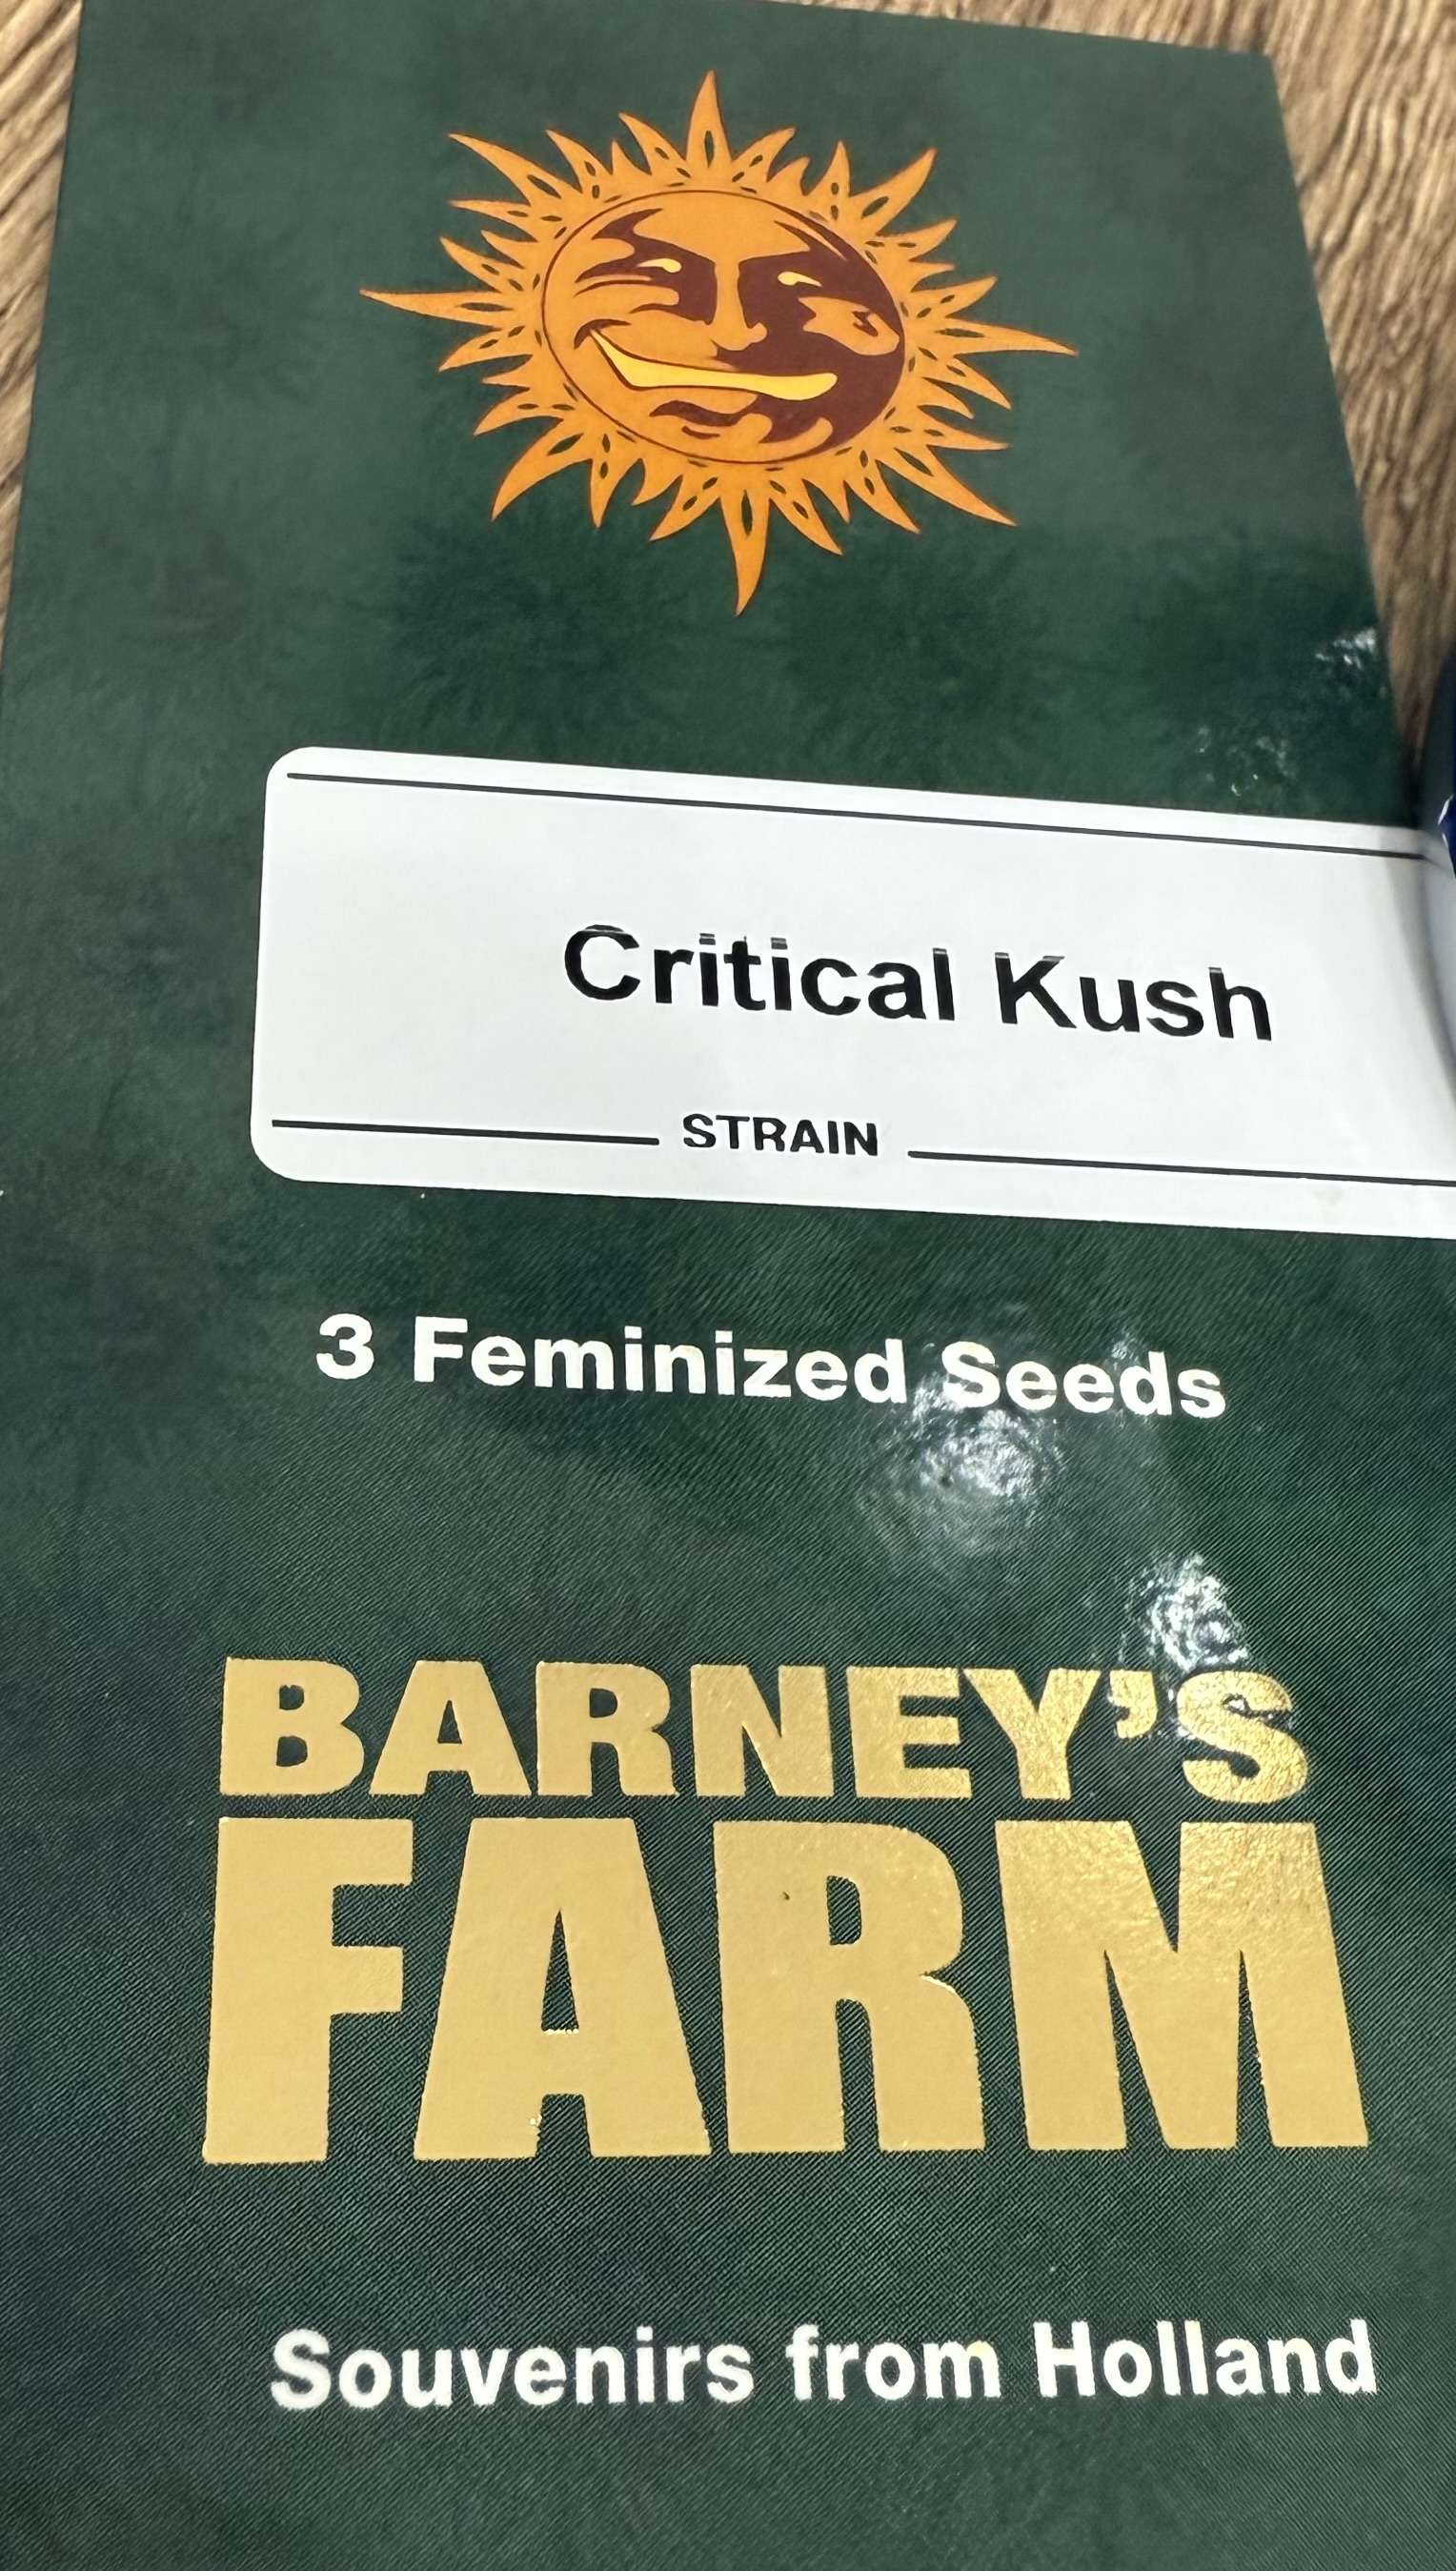 Critical Kush
STRAIN
3 Feminized Seeds
BARNEY'S
FARM
Souvenirs from Holland